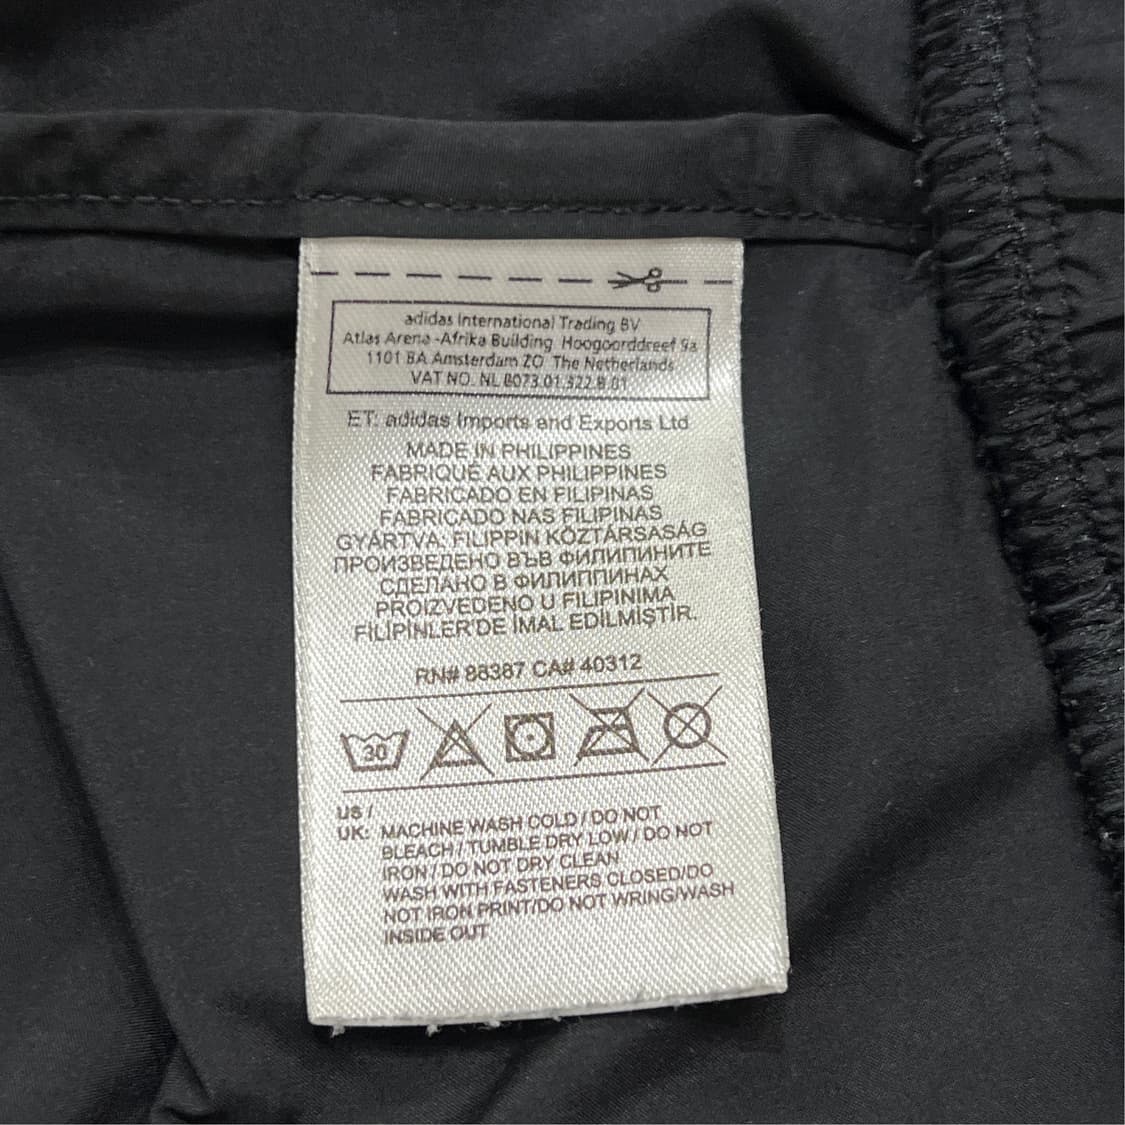 adidas International Trading BV
Atlas Arena -Afrika Building Hoogoorddreef 9a
1101 BA Amsterdam ZO The Netherlands
VAT NO. NL 8073.01.322.B.01
ET: adidas Imports and Exports Ltd
MADE IN PHILIPPINES
FABRIQUÉ AUX PHILIPPINES
FABRICADO EN FILIPINAS
FABRICADO NAS FILIPINAS
GYÁRTVA: FILIPPIN KÖZTÁRSASÁG
ПРОИЗВЕДЕНО ВЪВ ФИЛИПИНИТЕ
СДЕЛАНО В ФИЛИППИНАХ
PROIZVEDENO U FILIPINIMA
FİLİPİNLER'DE İMAL EDİLMİŞTİR.
RN# 88387 CA# 40312
30
US /
UK: MACHINE WASH COLD / DO NOT
BLEACH / TUMBLE DRY LOW / DO NOT
IRON / DO NOT DRY CLEAN
WASH WITH FASTENERS CLOSED/DO
NOT IRON PRINT/DO NOT WRING/WASH
INSIDE OUT